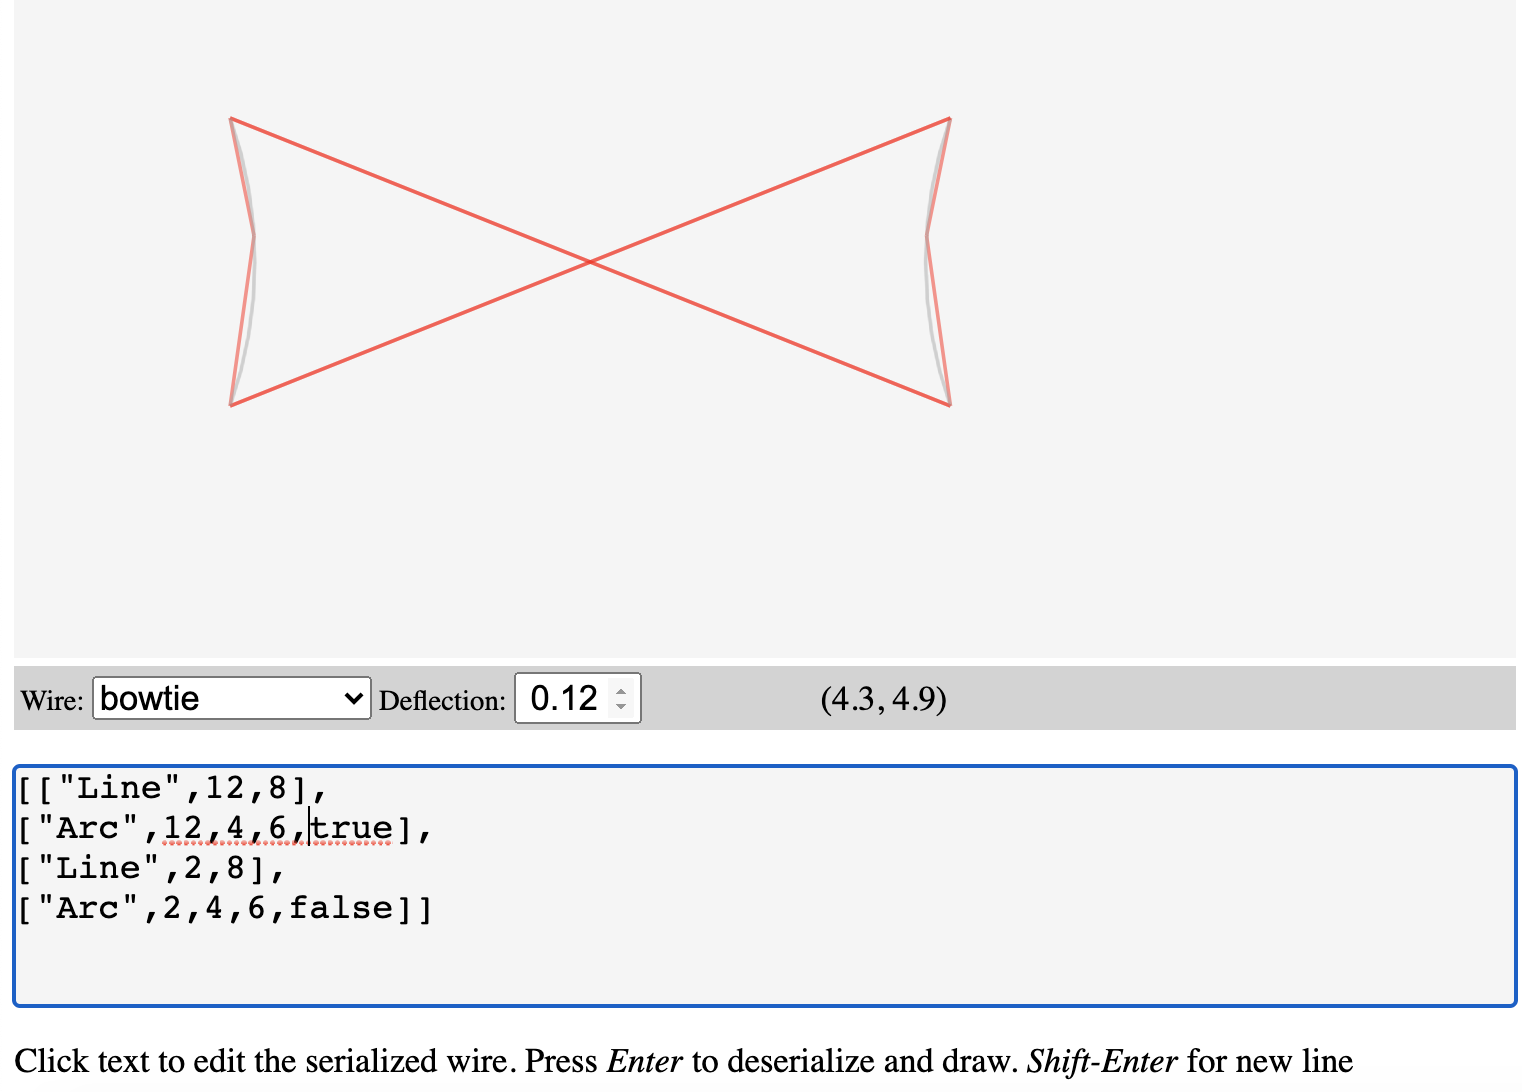 Wire: bowtie Deflection: 0.12 (4.3, 4.9)
[["Line",12,8],
["Arc",12,4,6,true],
["Line",2,8],
["Arc",2,4,6,false]]
Click text to edit the serialized wire. Press Enter to deserialize and draw. Shift-Enter for new line